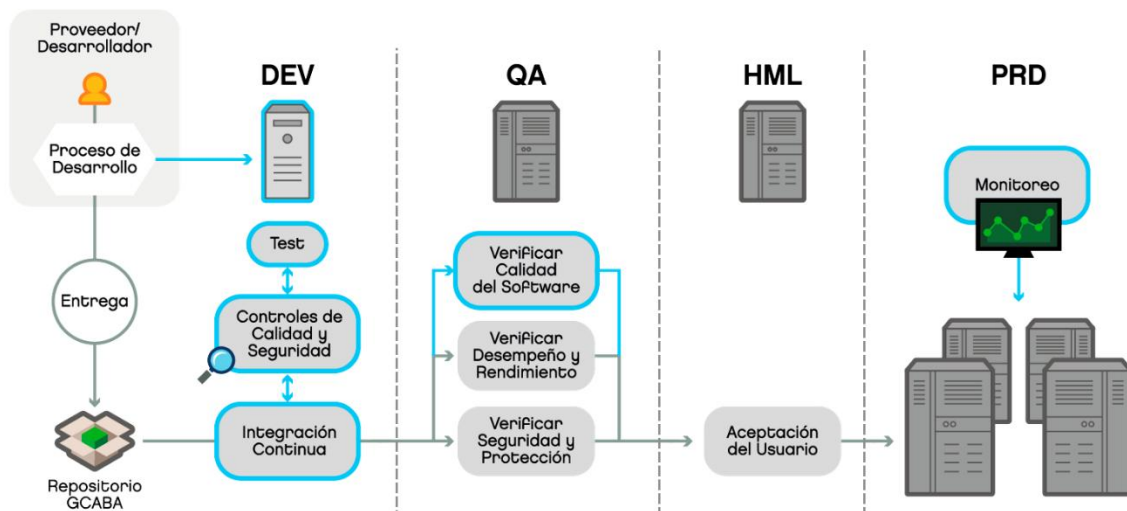 Proveedor/
Desarrollador
Proceso de
Desarrollo
Entrega
Repositorio
GCABA
DEV
Test
Controles de
Calidad y
Seguridad
Integración
Continua
QA
Verificar
Calidad
del Software
Verificar
Desempeño y
Rendimiento
Verificar
Seguridad y
Protección
HML
Aceptación
del Usuario
PRD
Monitoreo